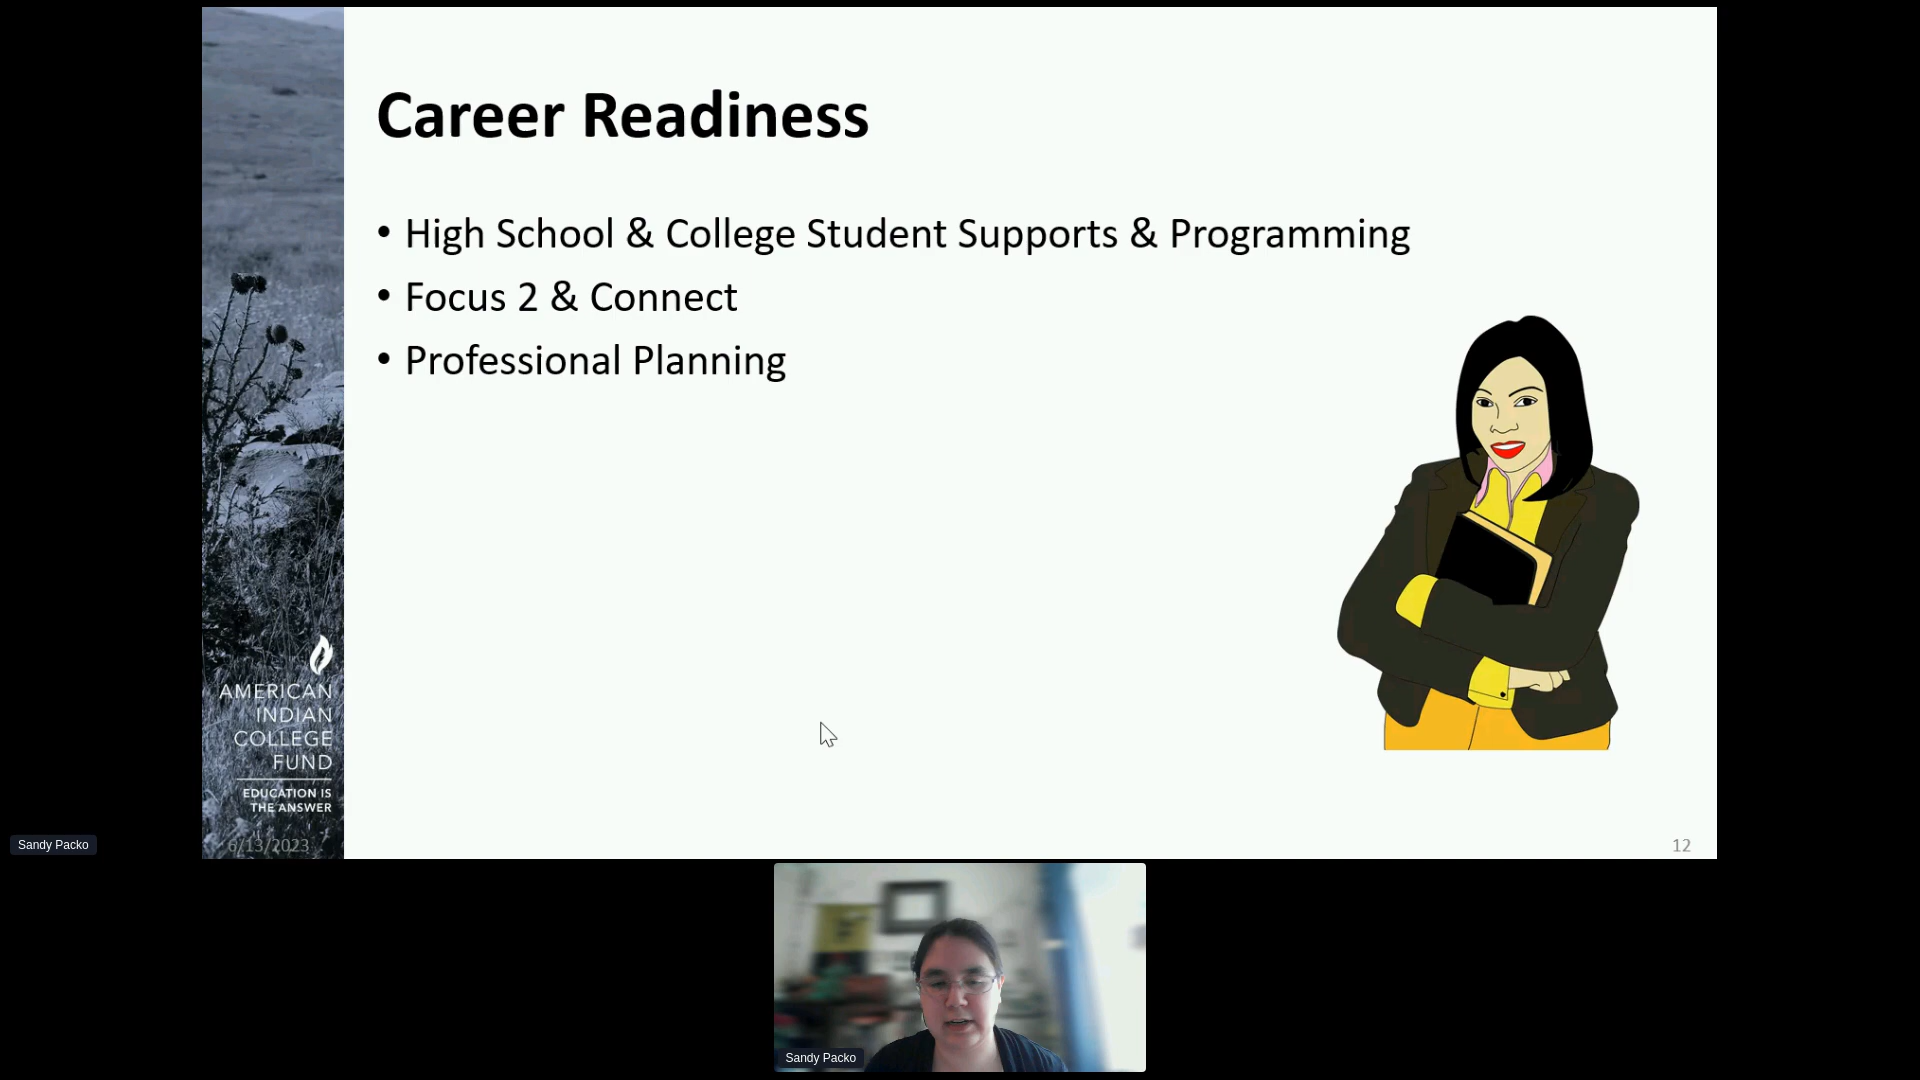 Career Readiness
• High School & College Student Supports & Programming
• Focus 2 & Connect
• Professional Planning
AMERICAN
INDIAN
COLLEGE
FUND
EDUCATION IS
THE ANSWER
6/13/2023
12
Sandy Packo
Sandy Packo